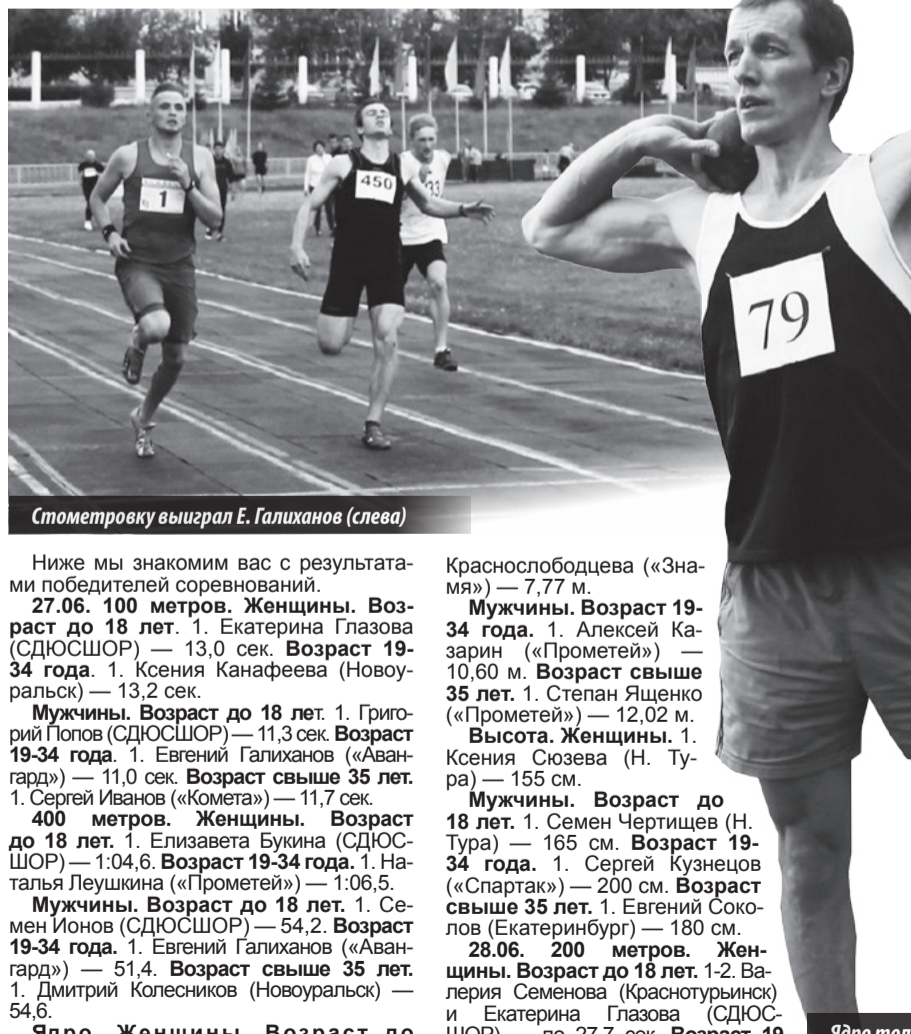 1
450
33
79
Стометровку выиграл Е. Галиханов (слева)
Ниже мы знакомим вас с результата-
ми победителей соревнований.
27.06. 100 метров. Женщины. Воз-
раст до 18 лет. 1. Екатерина Глазова
(СДЮСШОР) — 13,0 сек. Возраст 19-
34 года. 1. Ксения Канафеева (Новоу-
ральск) — 13,2 сек.
Мужчины. Возраст до 18 лет. 1. Григо-
рий Попов (СДЮСШОР) — 11,3 сек. Возраст
19-34 года. 1. Евгений Галиханов («Аван-
гард») — 11,0 сек. Возраст свыше 35 лет.
1. Сергей Иванов («Комета») — 11,7 сек.
400 метров. Женщины. Возраст
до 18 лет. 1. Елизавета Букина (СДЮС-
ШОР) — 1:04,6. Возраст 19-34 года. 1. На-
талья Леушкина («Прометей») — 1:06,5.
Мужчины. Возраст до 18 лет. 1. Се-
мен Ионов (СДЮСШОР) — 54,2. Возраст
19-34 года. 1. Евгений Галиханов («Аван-
гард») — 51,4. Возраст свыше 35 лет.
1. Дмитрий Колесников (Новоуральск) —
54,6.
Ядро. Женщины. Возраст до
Краснослободцева («Зна-
мя») — 7,77 м.
Мужчины. Возраст 19-
34 года. 1. Алексей Ка-
зарин («Прометей») —
10,60 м. Возраст свыше
35 лет. 1. Степан Ященко
(«Прометей») — 12,02 м.
Высота. Женщины. 1.
Ксения Сюзева (Н. Ту-
ра) — 155 см.
Мужчины. Возраст до
18 лет. 1. Семен Чертищев (Н.
Тура) — 165 см. Возраст 19-
34 года. 1. Сергей Кузнецов
(«Спартак») — 200 см. Возраст
свыше 35 лет. 1. Евгений Соко-
лов (Екатеринбург) — 180 см.
28.06. 200 метров. Жен-
щины. Возраст до 18 лет. 1-2. Ва-
лерия Семенова (Краснотурьинск)
и Екатерина Глазова (СДЮС-
ШОР) — по 27,7 сек. Возраст 19
Ядро